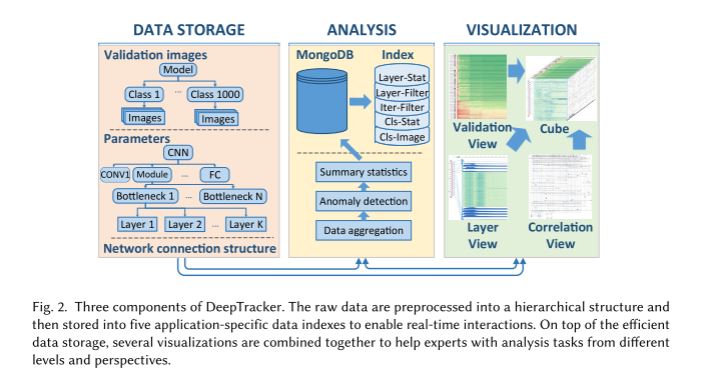 DATA STORAGE
ANALYSIS
VISUALIZATION
Validation images
Model
Class 1
...
Class 1000
Images
Images
Parameters
CNN
CONV1
Module
...
FC
Bottleneck 1
...
Bottleneck N
Layer 1
Layer 2
...
Layer K
Network connection structure
MongoDB
Index
Layer-Stat
Layer-Filter
Iter-Filter
Cls-Stat
Cls-Image
Summary statistics
Anomaly detection
Data aggregation
Validation
View
Cube
Layer
View
Correlation
View
Fig. 2. Three components of DeepTracker. The raw data are preprocessed into a hierarchical structure and
then stored into five application-specific data indexes to enable real-time interactions. On top of the efficient
data storage, several visualizations are combined together to help experts with analysis tasks from different
levels and perspectives.